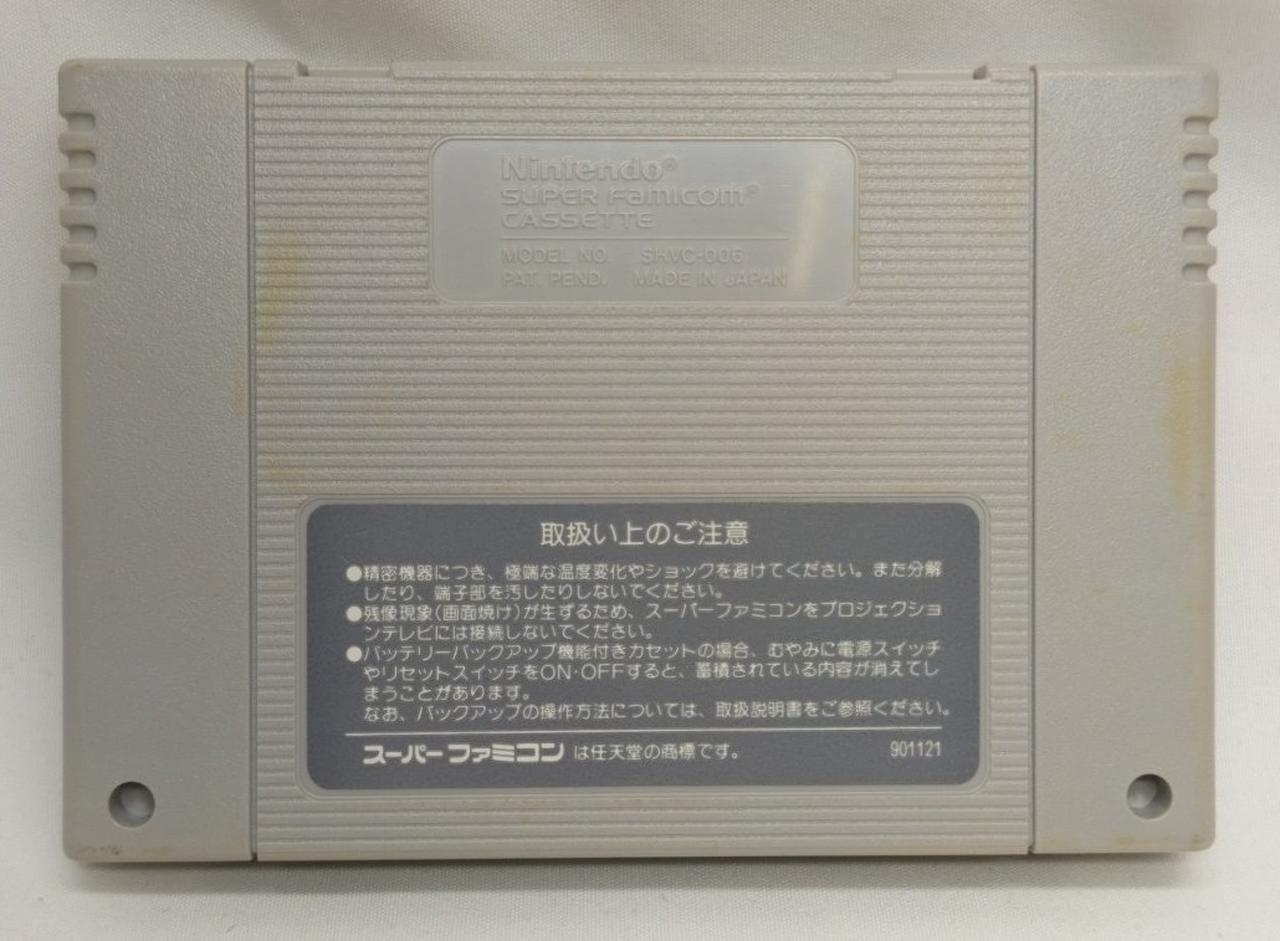 Nintendo®
SUPER FAMICOM®
CASSETTE
MODEL NO. SHVC-006
PAT. PEND. MADE IN JAPAN
取扱い上のご注意
●精密機器につき、極端な温度変化やショックを避けてください。また分解
したり、端子部を汚したりしないでください。
●残像現象(画面焼け)が生ずるため、スーパーファミコンをプロジェクショ
ンテレビには接続しないでください。
●バッテリーバックアップ機能付きカセットの場合、むやみに電源スイッチ
やリセットスイッチをON・OFFすると、蓄積されている内容が消えてし
まうことがあります。
なお、バックアップの操作方法については、取扱説明書をご参照ください。
スーパーファミコン は任天堂の商標です。 901121